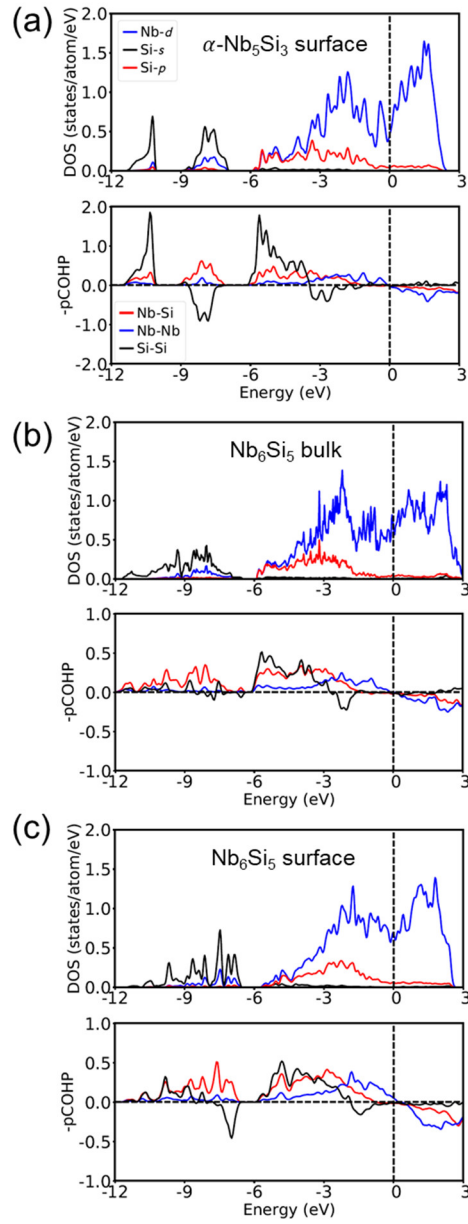 (a)
α-Nb₅Si₃ surface
Nb-d
Si-s
Si-p
DOS (states/atom/eV)
2.0
1.5
1.0
0.5
0.0
-12 -9 -6 -3 0 3
-pCOHP
2.0
1.0
0.0
-1.0
-2.0
Nb-Si
Nb-Nb
Si-Si
-12 -9 -6 -3 0 3
Energy (eV)
(b)
Nb₆Si₅ bulk
DOS (states/atom/eV)
2.0
1.5
1.0
0.5
0.0
-12 -9 -6 -3 0 3
-pCOHP
1.0
0.5
0.0
-0.5
-1.0
-12 -9 -6 -3 0 3
Energy (eV)
(c)
Nb₆Si₅ surface
DOS (states/atom/eV)
2.0
1.5
1.0
0.5
0.0
-12 -9 -6 -3 0 3
-pCOHP
1.0
0.5
0.0
-0.5
-1.0
-12 -9 -6 -3 0 3
Energy (eV)